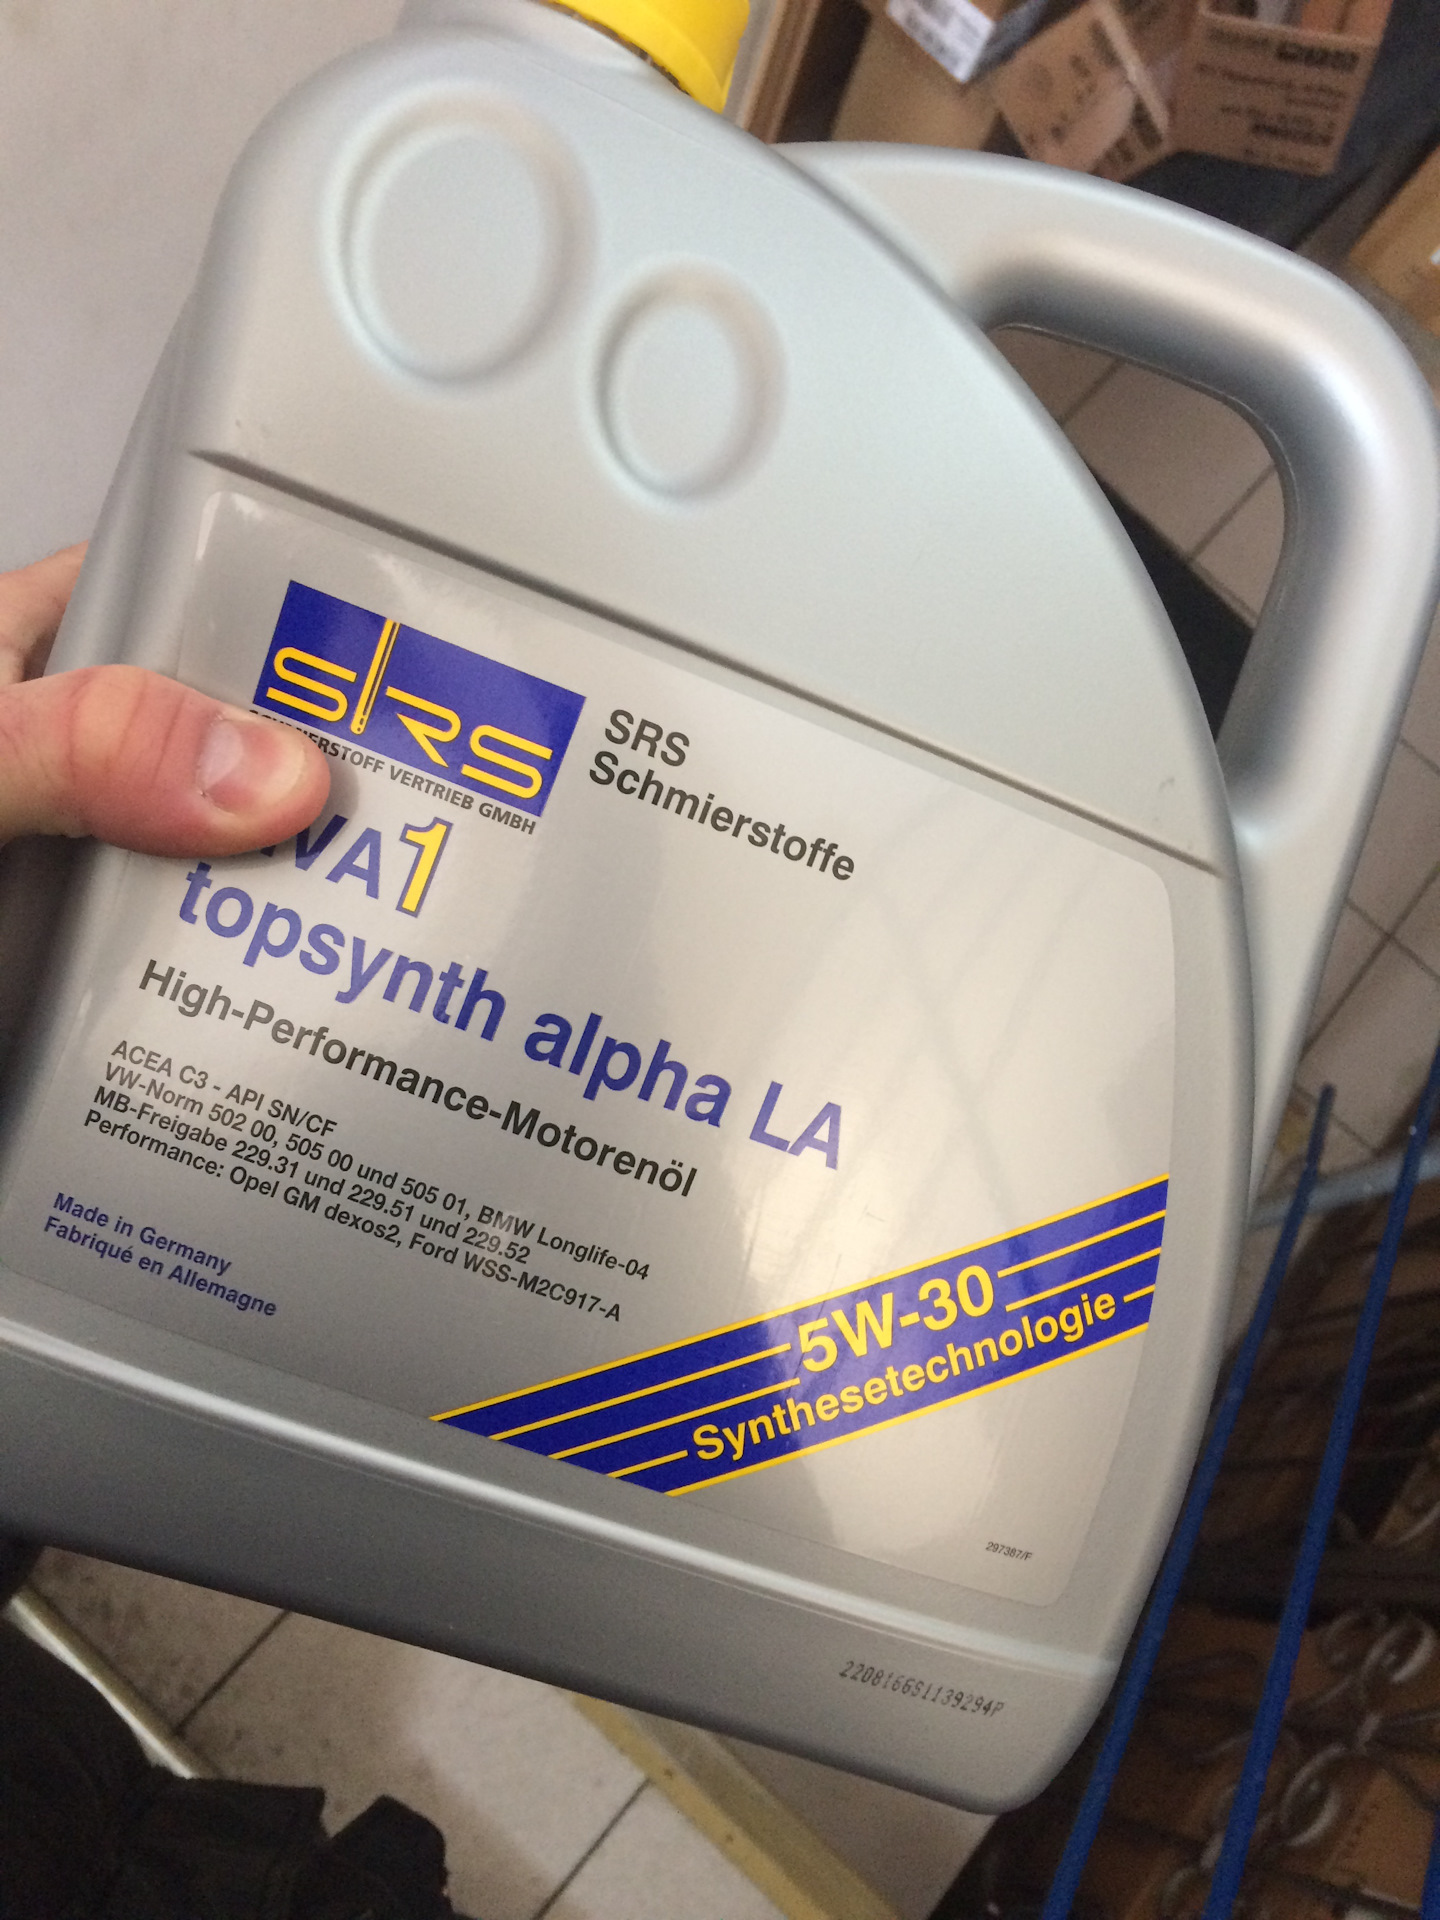 SRS
SCHMIERSTOFF VERTRIEB GMBH
SRS
Schmierstoffe
VA1
topsynth alpha LA
High-Performance-Motorenöl
ACEA C3 - API SN/CF
VW-Norm 502 00, 505 00 und 505 01, BMW Longlife-04
MB-Freigabe 229.31 und 229.51 und 229.52
Performance: Opel GM dexos2, Ford WSS-M2C917-A
Made in Germany
Fabriqué en Allemagne
5W-30
Synthesetechnologie
297387/F
220816GS1139294P